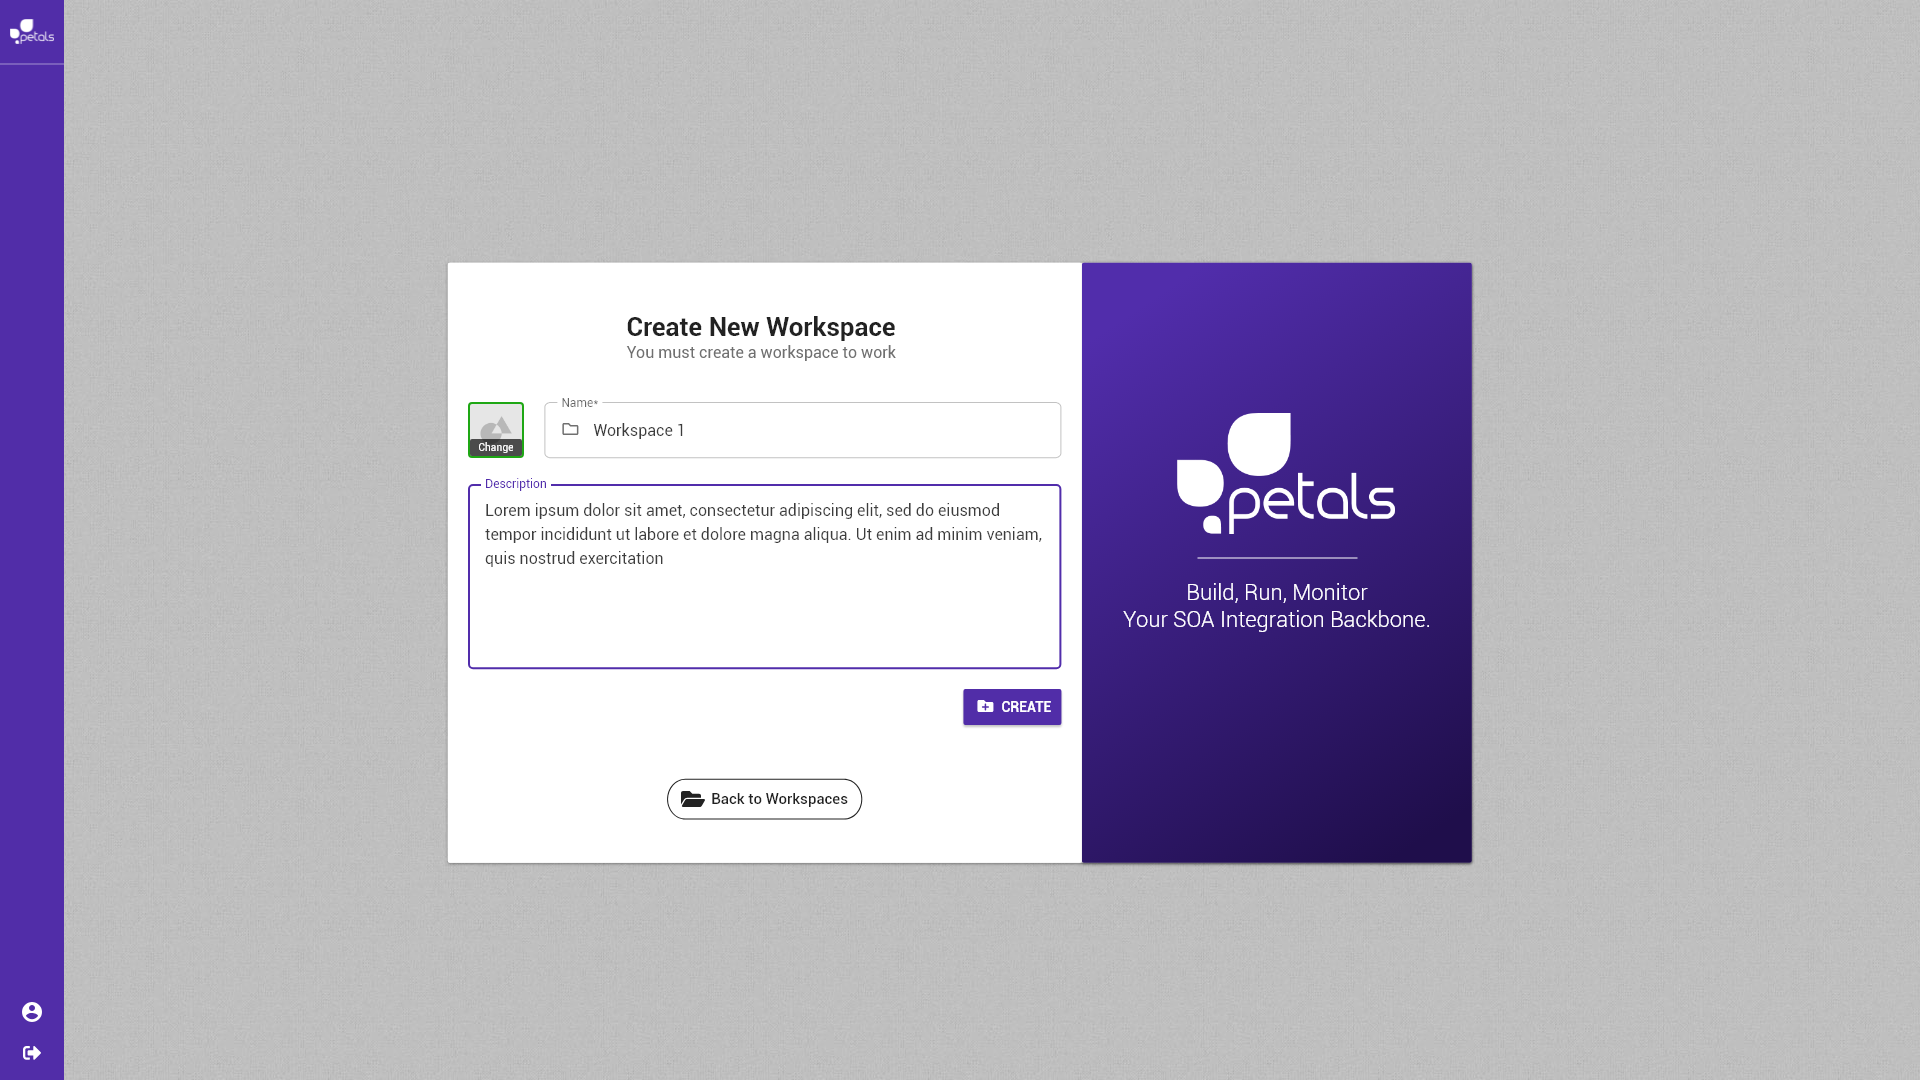 petals
Create New Workspace
You must create a workspace to work
Change
Name*
Workspace 1
Description
Lorem ipsum dolor sit amet, consectetur adipiscing elit, sed do eiusmod
tempor incididunt ut labore et dolore magna aliqua. Ut enim ad minim veniam,
quis nostrud exercitation
CREATE
Back to Workspaces
petals
Build, Run, Monitor
Your SOA Integration Backbone.